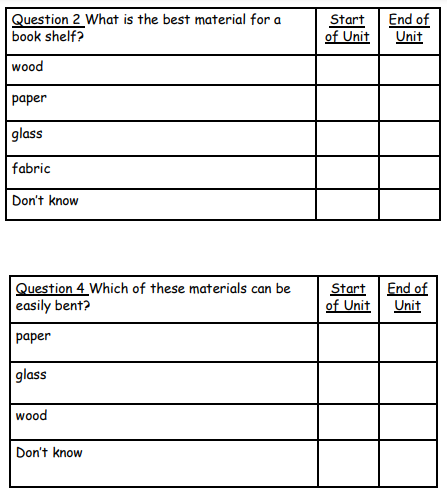 Question 2 What is the best material for a
book shelf?
Start
of Unit
End of
Unit
wood
paper
glass
fabric
Don't know
Question 4 Which of these materials can be
easily bent?
Start
of Unit
End of
Unit
paper
glass
wood
Don't know